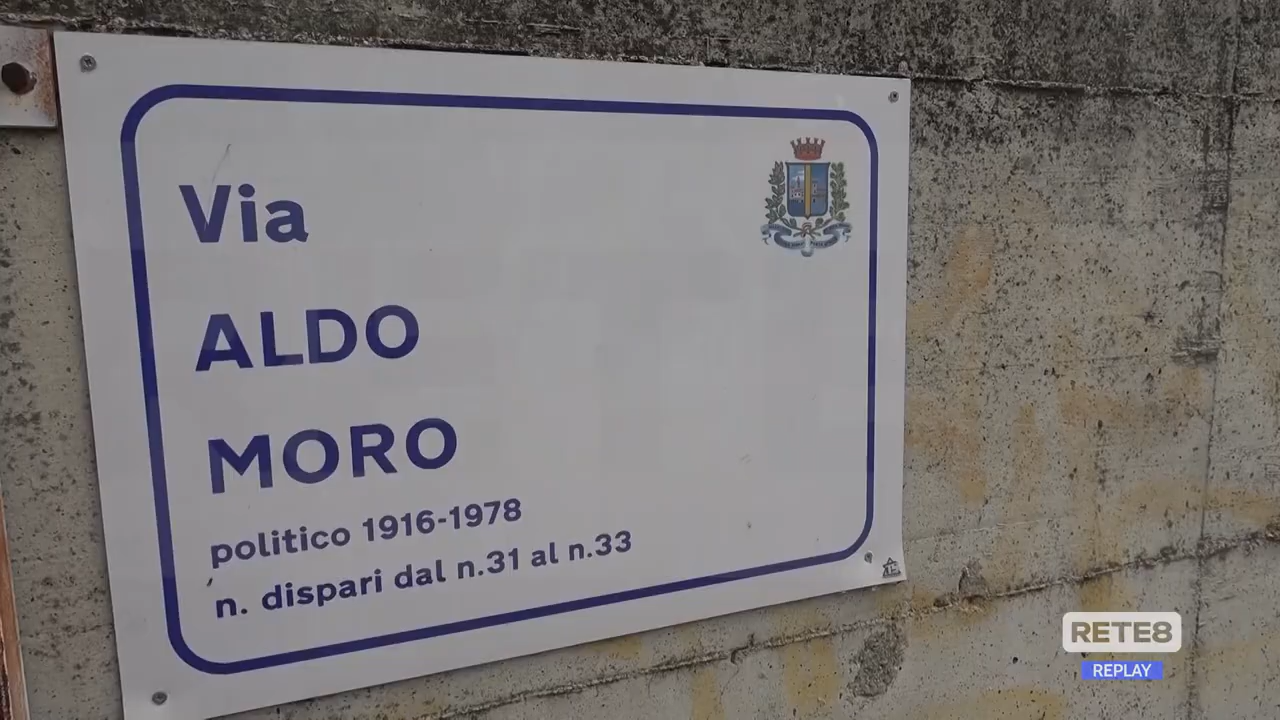 Via
ALDO
MORO
politico 1916-1978
n. dispari dal n.31 al n.33
RETE8
REPLAY